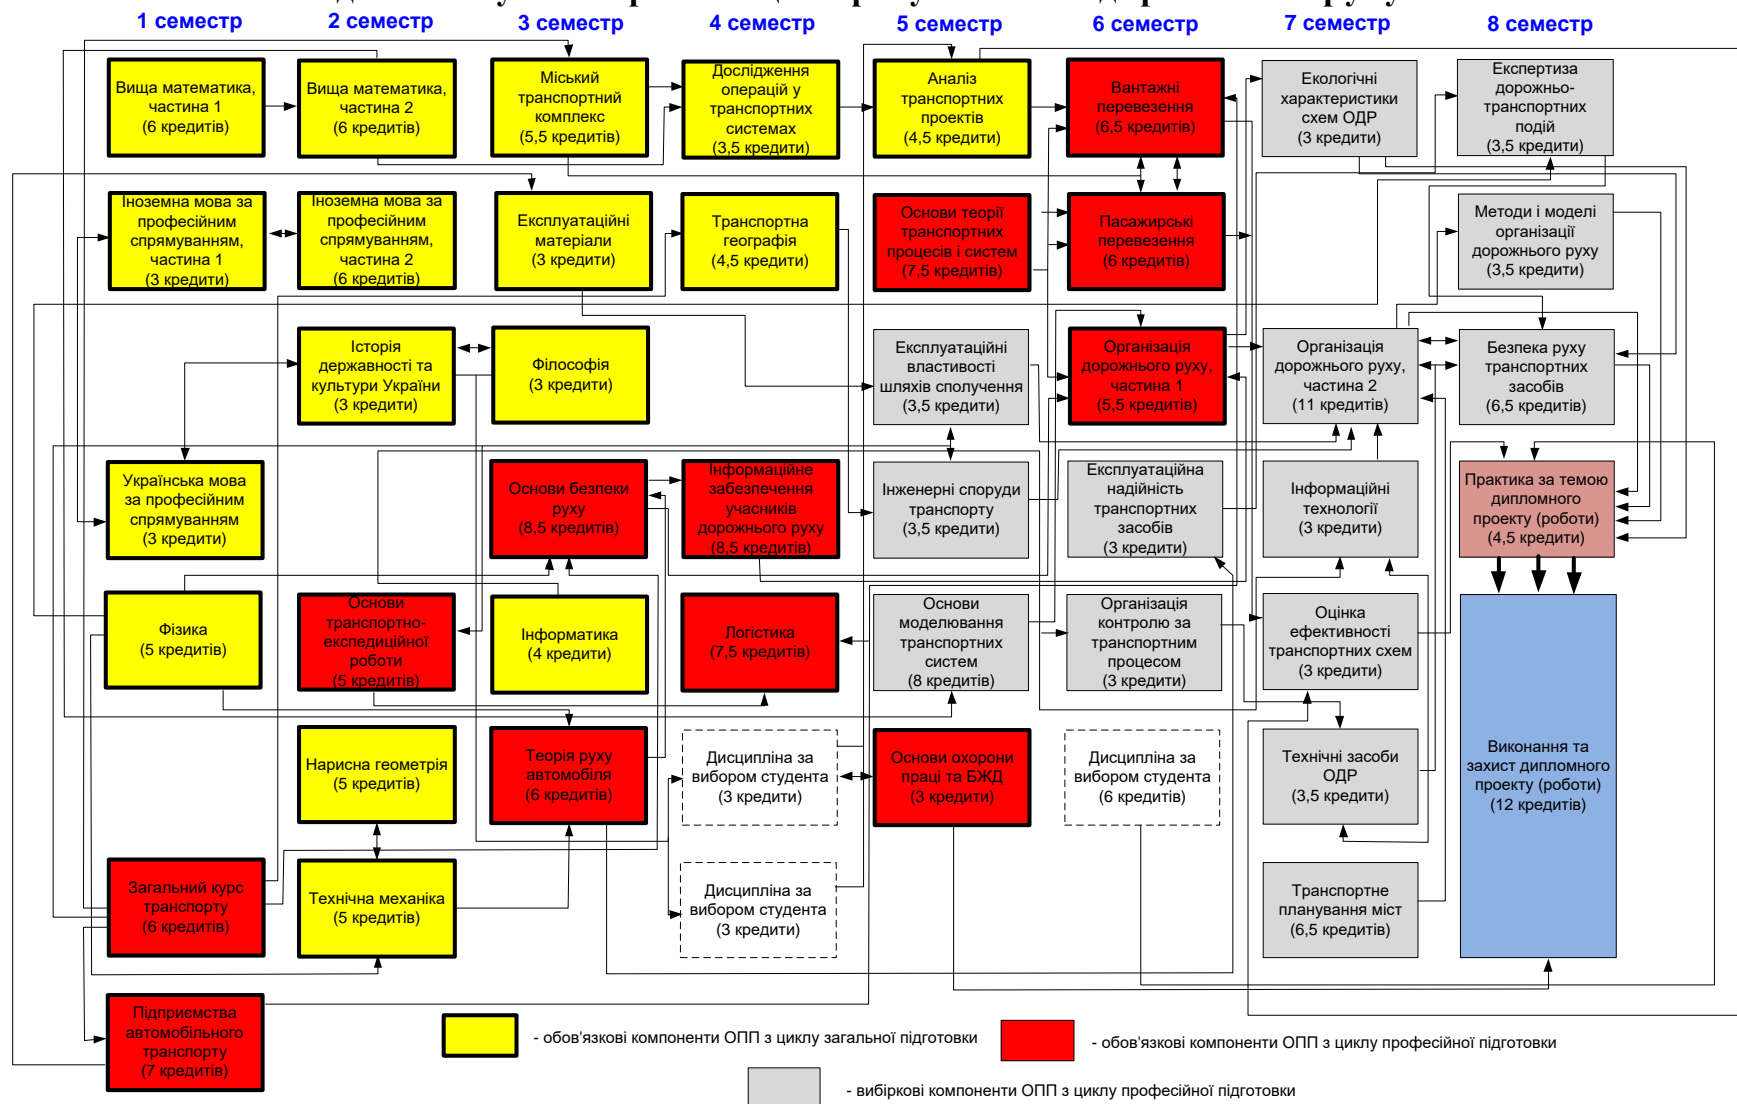 1 семестр
2 семестр
3 семестр
4 семестр
5 семестр
6 семестр
7 семестр
8 семестр
Вища математика,
частина 1
(6 кредитів)
Вища математика,
частина 2
(6 кредитів)
Міський
транспортний
комплекс
(5,5 кредитів)
Дослідження
операцій у
транспортних
системах
(3,5 кредити)
Аналіз
транспортних
проектів
(4,5 кредити)
Вантажні
перевезення
(6,5 кредитів)
Екологічні
характеристики
схем ОДР
(3 кредити)
Експертиза
дорожньо-
транспортних
подій
(3,5 кредити)
Іноземна мова за
професійним
спрямуванням,
частина 1
(3 кредити)
Іноземна мова за
професійним
спрямуванням,
частина 2
(6 кредитів)
Експлуатаційні
матеріали
(3 кредити)
Транспортна
географія
(4,5 кредити)
Основи теорії
транспортних
процесів і систем
(7,5 кредитів)
Пасажирські
перевезення
(6 кредитів)
Методи і моделі
організації
дорожнього руху
(3,5 кредити)
Історія
державності та
культури України
(3 кредити)
Філософія
(3 кредити)
Експлуатаційні
властивості
шляхів сполучення
(3,5 кредити)
Організація
дорожнього руху,
частина 1
(5,5 кредитів)
Організація
дорожнього руху,
частина 2
(11 кредитів)
Безпека руху
транспортних
засобів
(6,5 кредитів)
Українська мова
за професійним
спрямуванням
(3 кредити)
Основи безпеки
руху
(8,5 кредитів)
Інформаційне
забезпечення
учасників
дорожнього руху
(8,5 кредитів)
Інженерні споруди
транспорту
(3,5 кредити)
Експлуатаційна
надійність
транспортних
засобів
(3 кредити)
Інформаційні
технології
(3 кредити)
Практика за темою
дипломного
проекту (роботи)
(4,5 кредити)
Фізика
(5 кредитів)
Основи
транспортно-
експедиційної
роботи
(5 кредитів)
Інформатика
(4 кредити)
Логістика
(7,5 кредитів)
Основи
моделювання
транспортних
систем
(8 кредитів)
Організація
контролю за
транспортним
процесом
(3 кредити)
Оцінка
ефективності
транспортних схем
(3 кредити)
Нарисна геометрія
(5 кредитів)
Теорія руху
автомобіля
(6 кредитів)
Дисципліна за
вибором студента
(3 кредити)
Основи охорони
праці та БЖД
(3 кредити)
Дисципліна за
вибором студента
(6 кредитів)
Технічні засоби
ОДР
(3,5 кредити)
Виконання та
захист дипломного
проекту (роботи)
(12 кредитів)
Загальний курс
транспорту
(6 кредитів)
Технічна механіка
(5 кредитів)
Дисципліна за
вибором студента
(3 кредити)
Транспортне
планування міст
(6,5 кредитів)
Підприємства
автомобільного
транспорту
(7 кредитів)
- обов'язкові компоненти ОПП з циклу загальної підготовки
- обов'язкові компоненти ОПП з циклу професійної підготовки
- вибіркові компоненти ОПП з циклу професійної підготовки